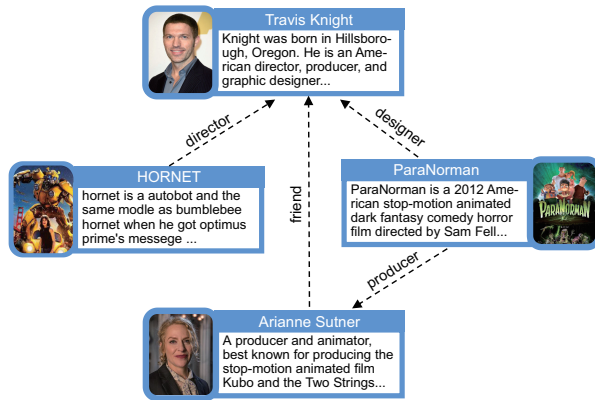 Travis Knight
Knight was born in Hillsboro-
ugh, Oregon. He is an Ame-
rican director, producer, and
graphic designer...
director
friend
designer
HORNET
hornet is a autobot and the
same modle as bumblebee
hornet when he got optimus
prime's messege ...
ParaNorman
ParaNorman is a 2012 Ame-
rican stop-motion animated
dark fantasy comedy horror
film directed by Sam Fell...
PARANORMAN
producer
Arianne Sutner
A producer and animator,
best known for producing the
stop-motion animated film
Kubo and the Two Strings...